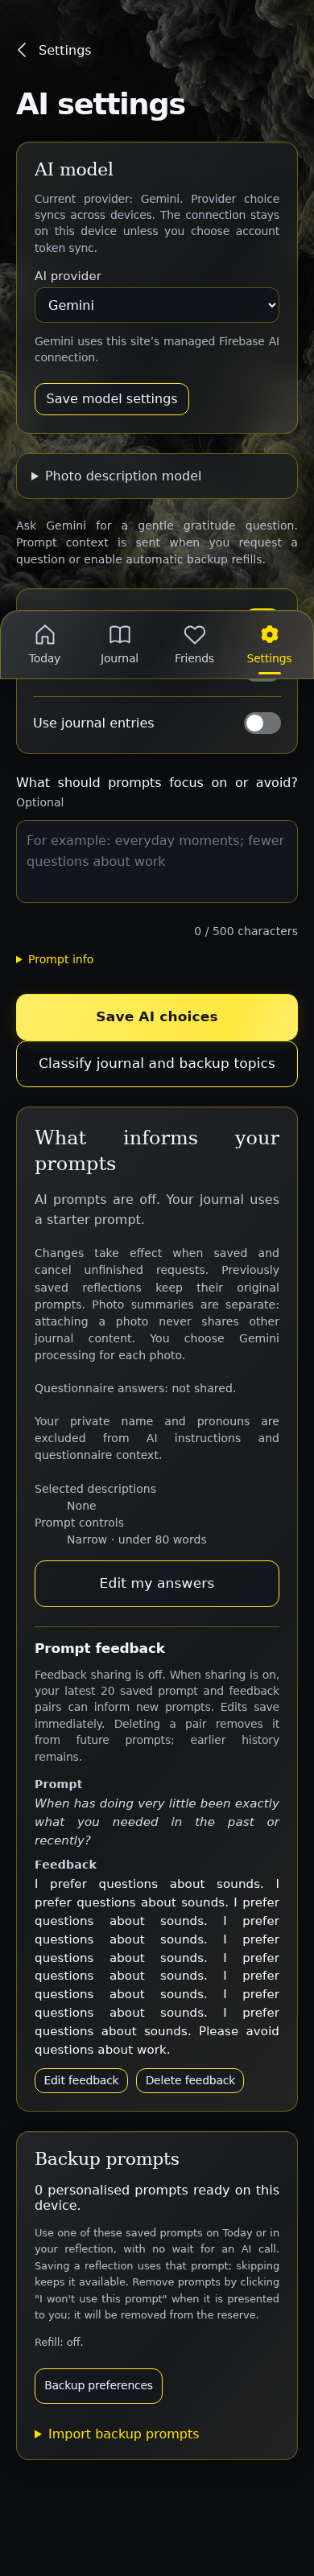 Settings
AI settings
AI model
Current provider: Gemini. Provider choice
syncs across devices. The connection stays
on this device unless you choose account
token sync.
AI provider
Gemini
Gemini uses this site’s managed Firebase AI
connection.
Save model settings
Photo description model
Ask Gemini for a gentle gratitude question.
Prompt context is sent when you request a
question or enable automatic backup refills.
Today Journal Friends Settings
Use journal entries
What should prompts focus on or avoid?
Optional
For example: everyday moments; fewer
questions about work
0 / 500 characters
Prompt info
Save AI choices
Classify journal and backup topics
What informs your
prompts
AI prompts are off. Your journal uses
a starter prompt.
Changes take effect when saved and
cancel unfinished requests. Previously
saved reflections keep their original
prompts. Photo summaries are separate:
attaching a photo never shares other
journal content. You choose Gemini
processing for each photo.
Questionnaire answers: not shared.
Your private name and pronouns are
excluded from AI instructions and
questionnaire context.
Selected descriptions
None
Prompt controls
Narrow · under 80 words
Edit my answers
Prompt feedback
Feedback sharing is off. When sharing is on,
your latest 20 saved prompt and feedback
pairs can inform new prompts. Edits save
immediately. Deleting a pair removes it
from future prompts; earlier history
remains.
Prompt
When has doing very little been exactly
what you needed in the past or
recently?
Feedback
I prefer questions about sounds. I
prefer questions about sounds. I prefer
questions about sounds. I prefer
questions about sounds. I prefer
questions about sounds. I prefer
questions about sounds. I prefer
questions about sounds. I prefer
questions about sounds. I prefer
questions about sounds. Please avoid
questions about work.
Edit feedback Delete feedback
Backup prompts
0 personalised prompts ready on this
device.
Use one of these saved prompts on Today or in
your reflection, with no wait for an AI call.
Saving a reflection uses that prompt; skipping
keeps it available. Remove prompts by clicking
"I won't use this prompt" when it is presented
to you; it will be removed from the reserve.
Refill: off.
Backup preferences
Import backup prompts